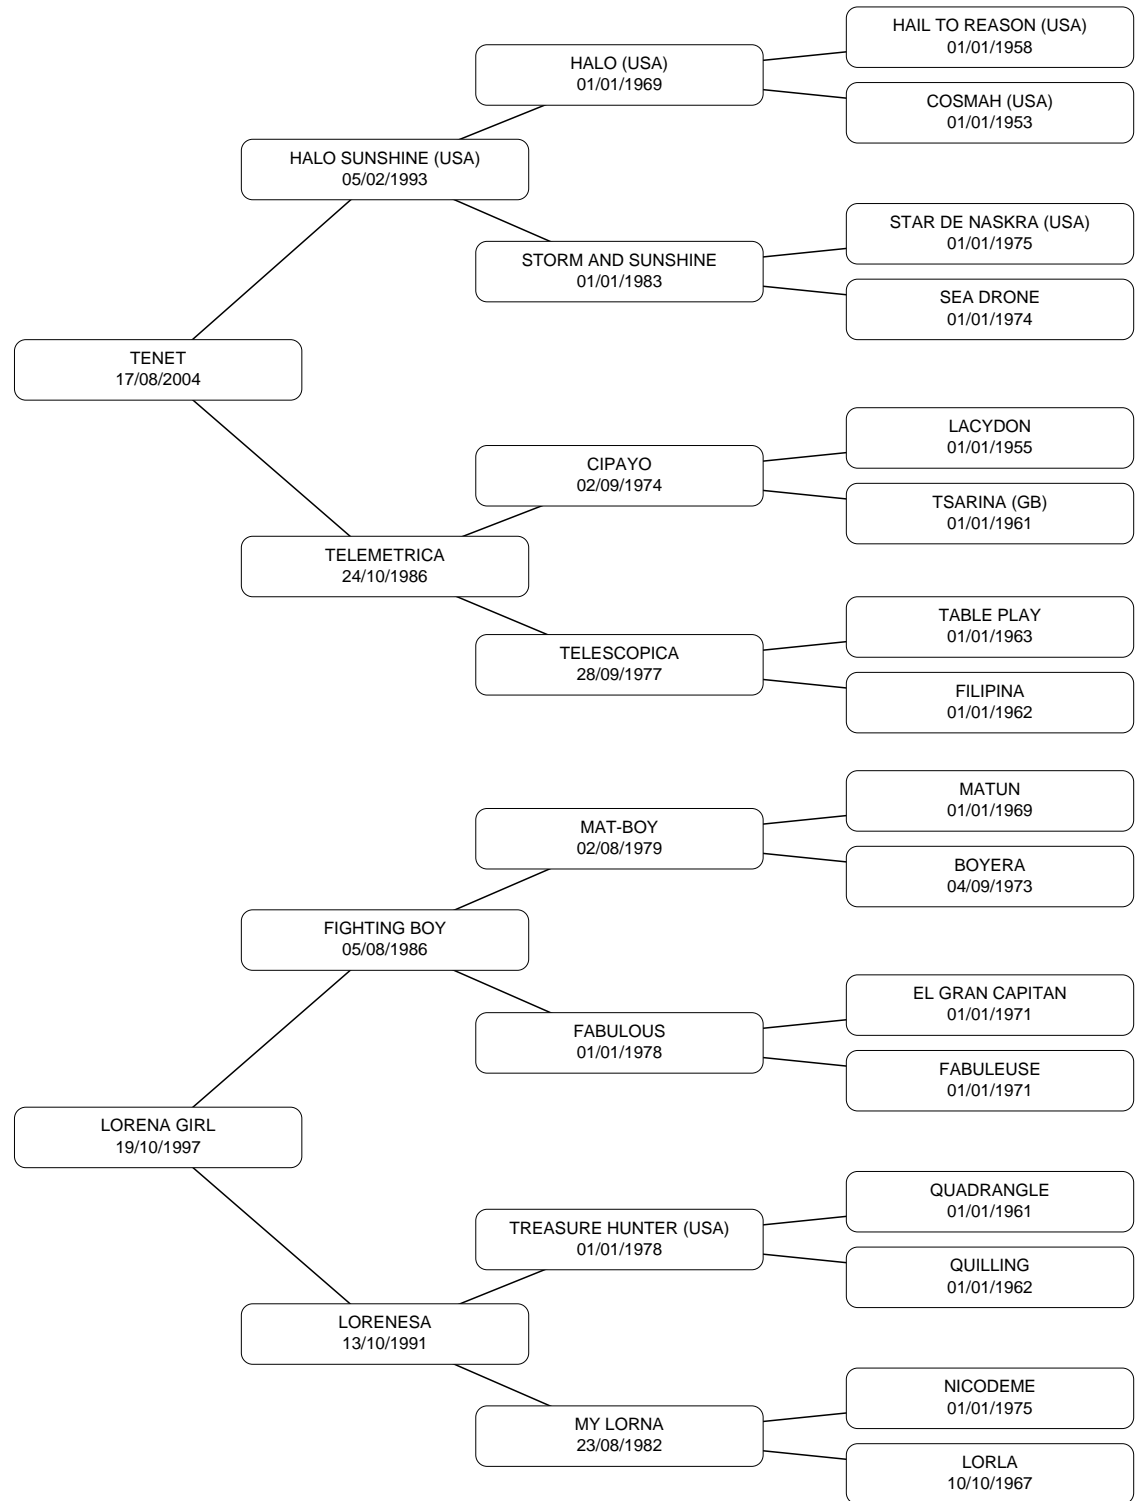 HAIL TO REASON (USA)
01/01/1958
HALO (USA)
01/01/1969
COSMAH (USA)
01/01/1953
HALO SUNSHINE (USA)
05/02/1993
STAR DE NASKRA (USA)
01/01/1975
STORM AND SUNSHINE
01/01/1983
SEA DRONE
01/01/1974
TENET
17/08/2004
LACYDON
01/01/1955
CIPAYO
02/09/1974
TSARINA (GB)
01/01/1961
TELEMETRICA
24/10/1986
TABLE PLAY
01/01/1963
TELESCOPICA
28/09/1977
FILIPINA
01/01/1962
MATUN
01/01/1969
MAT-BOY
02/08/1979
BOYERA
04/09/1973
FIGHTING BOY
05/08/1986
EL GRAN CAPITAN
01/01/1971
FABULOUS
01/01/1978
FABULEUSE
01/01/1971
LORENA GIRL
19/10/1997
QUADRANGLE
01/01/1961
TREASURE HUNTER (USA)
01/01/1978
QUILLING
01/01/1962
LORENESA
13/10/1991
NICODEME
01/01/1975
MY LORNA
23/08/1982
LORLA
10/10/1967